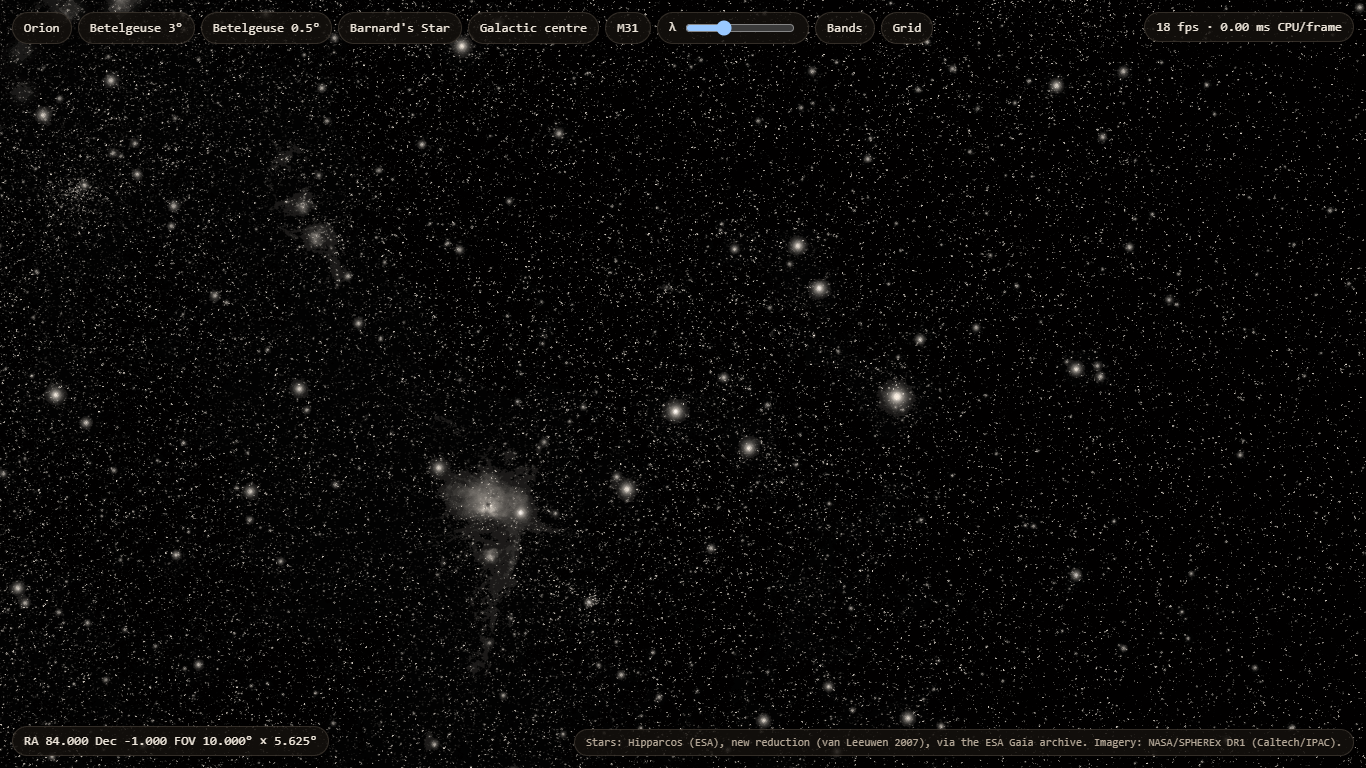 Orion Betelgeuse 3° Betelgeuse 0.5° Barnard's Star Galactic centre M31 λ Bands Grid 18 fps · 0.00 ms CPU/frame
RA 84.000 Dec -1.000 FOV 10.000° × 5.625°
Stars: Hipparcos (ESA), new reduction (van Leeuwen 2007), via the ESA Gaia archive. Imagery: NASA/SPHEREx DR1 (Caltech/IPAC).